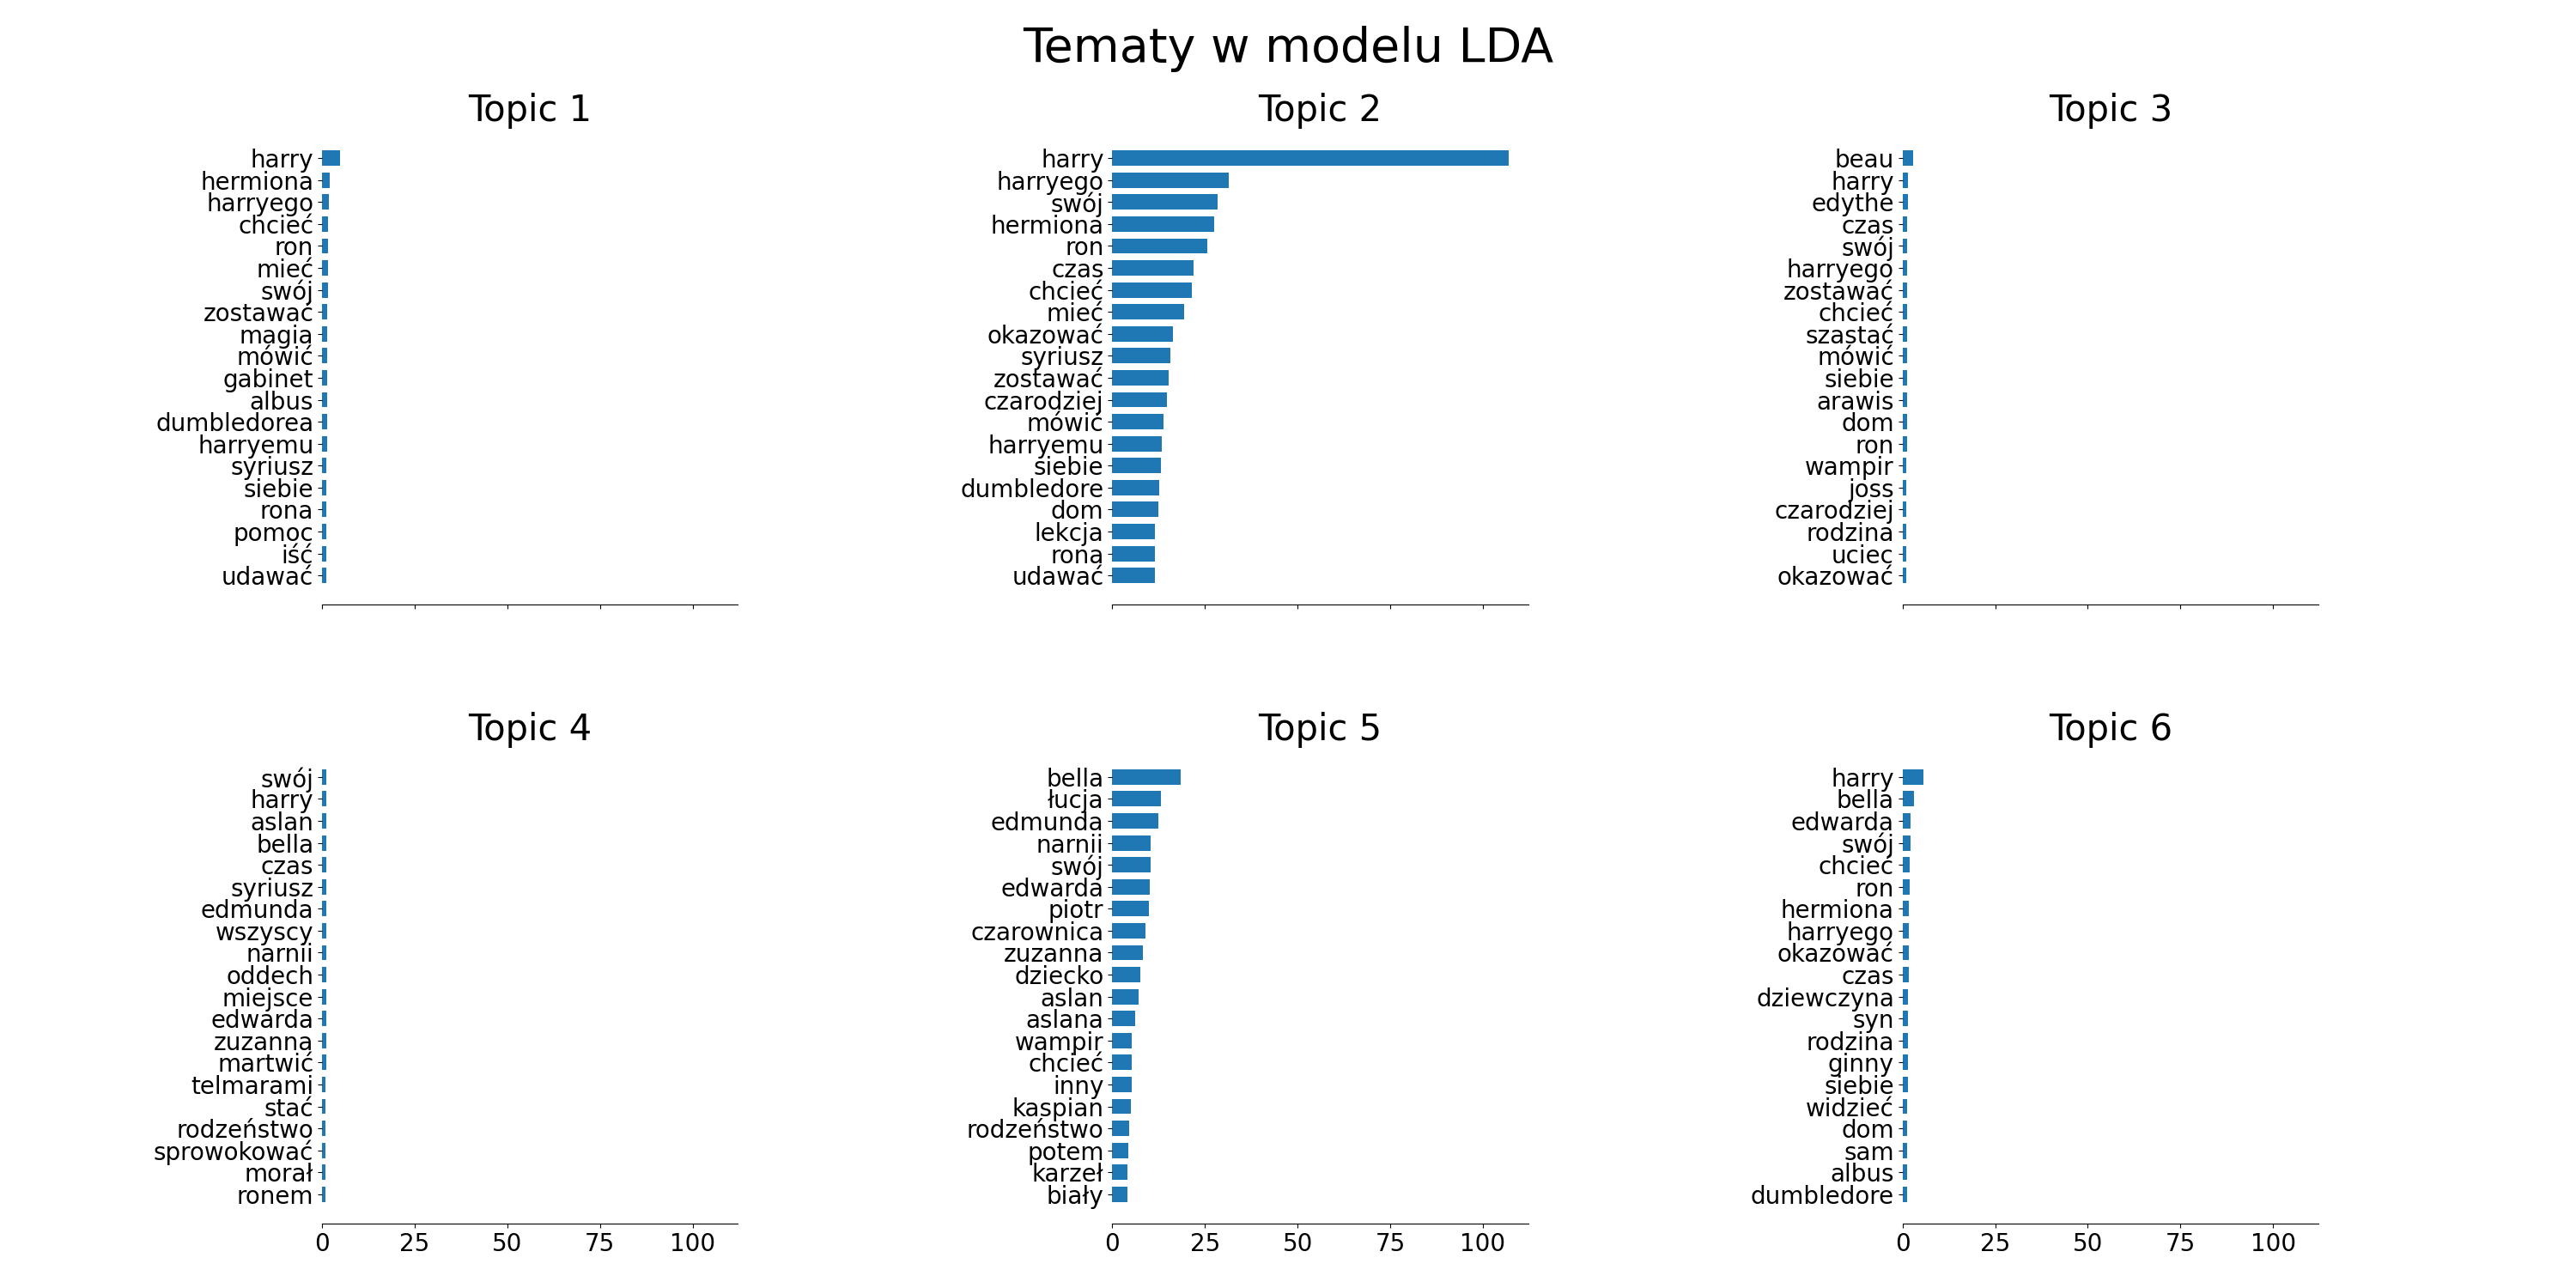 Tematy w modelu LDA
Topic 1
harry
hermiona
harryego
chcieć
ron
mieć
swój
zostawać
magia
mówić
gabinet
albus
dumbledorea
harryemu
syriusz
siebie
rona
pomoc
iść
udawać
Topic 2
harry
harryego
swój
hermiona
ron
czas
chcieć
mieć
okazować
syriusz
zostawać
czarodziej
mówić
harryemu
siebie
dumbledore
dom
lekcja
rona
udawać
Topic 3
beau
harry
edythe
czas
swój
harryego
zostawać
chcieć
szastać
mówić
siebie
arawis
dom
ron
wampir
joss
czarodziej
rodzina
uciec
okazować
Topic 4
swój
harry
aslan
bella
czas
syriusz
edmunda
wszyscy
narnii
oddech
miejsce
edwarda
zuzanna
martwić
telmarami
stać
rodzeństwo
sprowokować
morał
ronem
0 25 50 75 100
Topic 5
bella
łucja
edmunda
narnii
swój
edwarda
piotr
czarownica
zuzanna
dziecko
aslan
aslana
wampir
chcieć
inny
kaspian
rodzeństwo
potem
karzeł
biały
0 25 50 75 100
Topic 6
harry
bella
edwarda
swój
chcieć
ron
hermiona
harryego
okazować
czas
dziewczyna
syn
rodzina
ginny
siebie
widzieć
dom
sam
albus
dumbledore
0 25 50 75 100